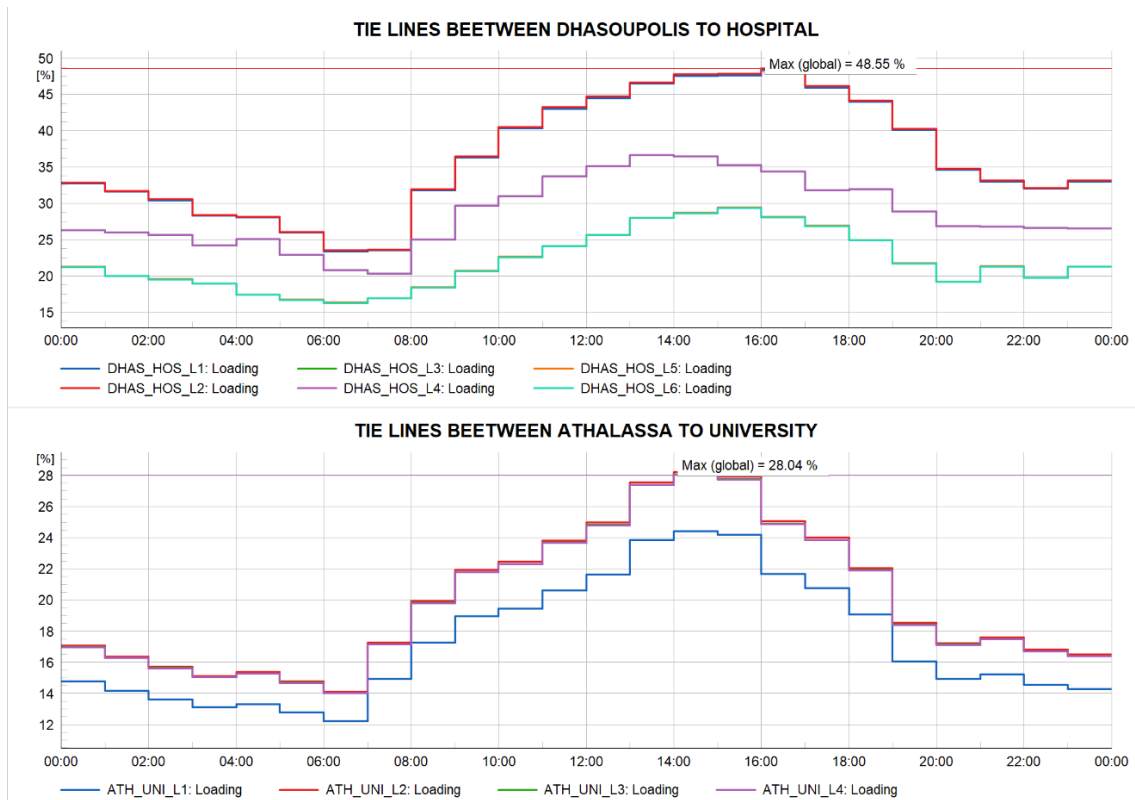 TIE LINES BEETWEEN DHASOUPOLIS TO HOSPITAL
50
[%]
Max (global) = 48.55 %
45
40
35
30
25
20
15
00:00 02:00 04:00 06:00 08:00 10:00 12:00 14:00 16:00 18:00 20:00 22:00 00:00
DHAS_HOS_L1: Loading DHAS_HOS_L3: Loading DHAS_HOS_L5: Loading
DHAS_HOS_L2: Loading DHAS_HOS_L4: Loading DHAS_HOS_L6: Loading
TIE LINES BEETWEEN ATHALASSA TO UNIVERSITY
[%]
Max (global) = 28.04 %
28
26
24
22
20
18
16
14
12
00:00 02:00 04:00 06:00 08:00 10:00 12:00 14:00 16:00 18:00 20:00 22:00 00:00
ATH_UNI_L1: Loading ATH_UNI_L2: Loading ATH_UNI_L3: Loading ATH_UNI_L4: Loading